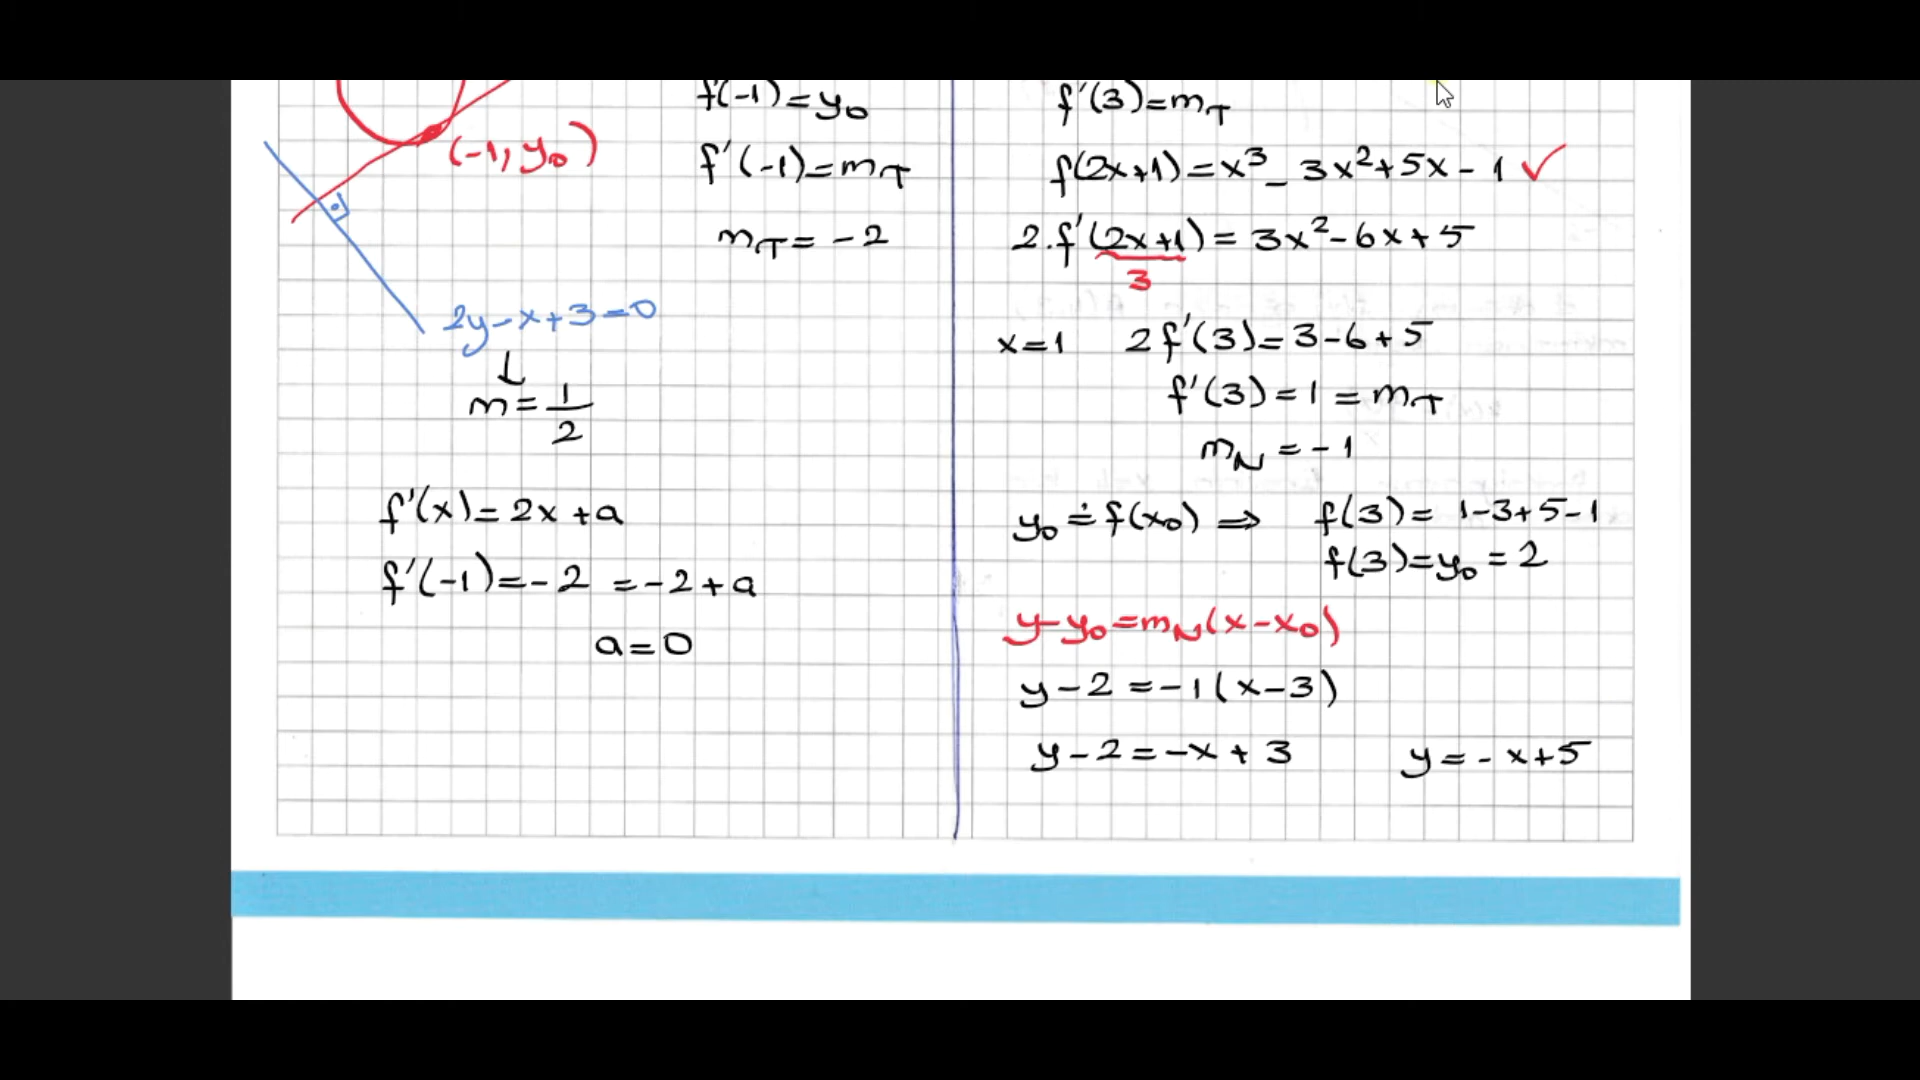 f(-1)=y₀
(-1, y₀)
f'(-1)=m_T
m_T = -2
2y-x+3=0
↓
m = 1/2
f'(x)= 2x+a
f'(-1)=-2 = -2+a
a=0
f'(3)=m_T
f(2x+1)=x³-3x²+5x-1 ✓
2.f'(2x+1)=3x²-6x+5
3
x=1 2f'(3)=3-6+5
f'(3)=1=m_T
m_N = -1
y₀ = f(x₀) ⇒ f(3)= 1-3+5-1
f(3)=y₀=2
y-y₀=m_N(x-x₀)
y-2=-1(x-3)
y-2=-x+3 y=-x+5